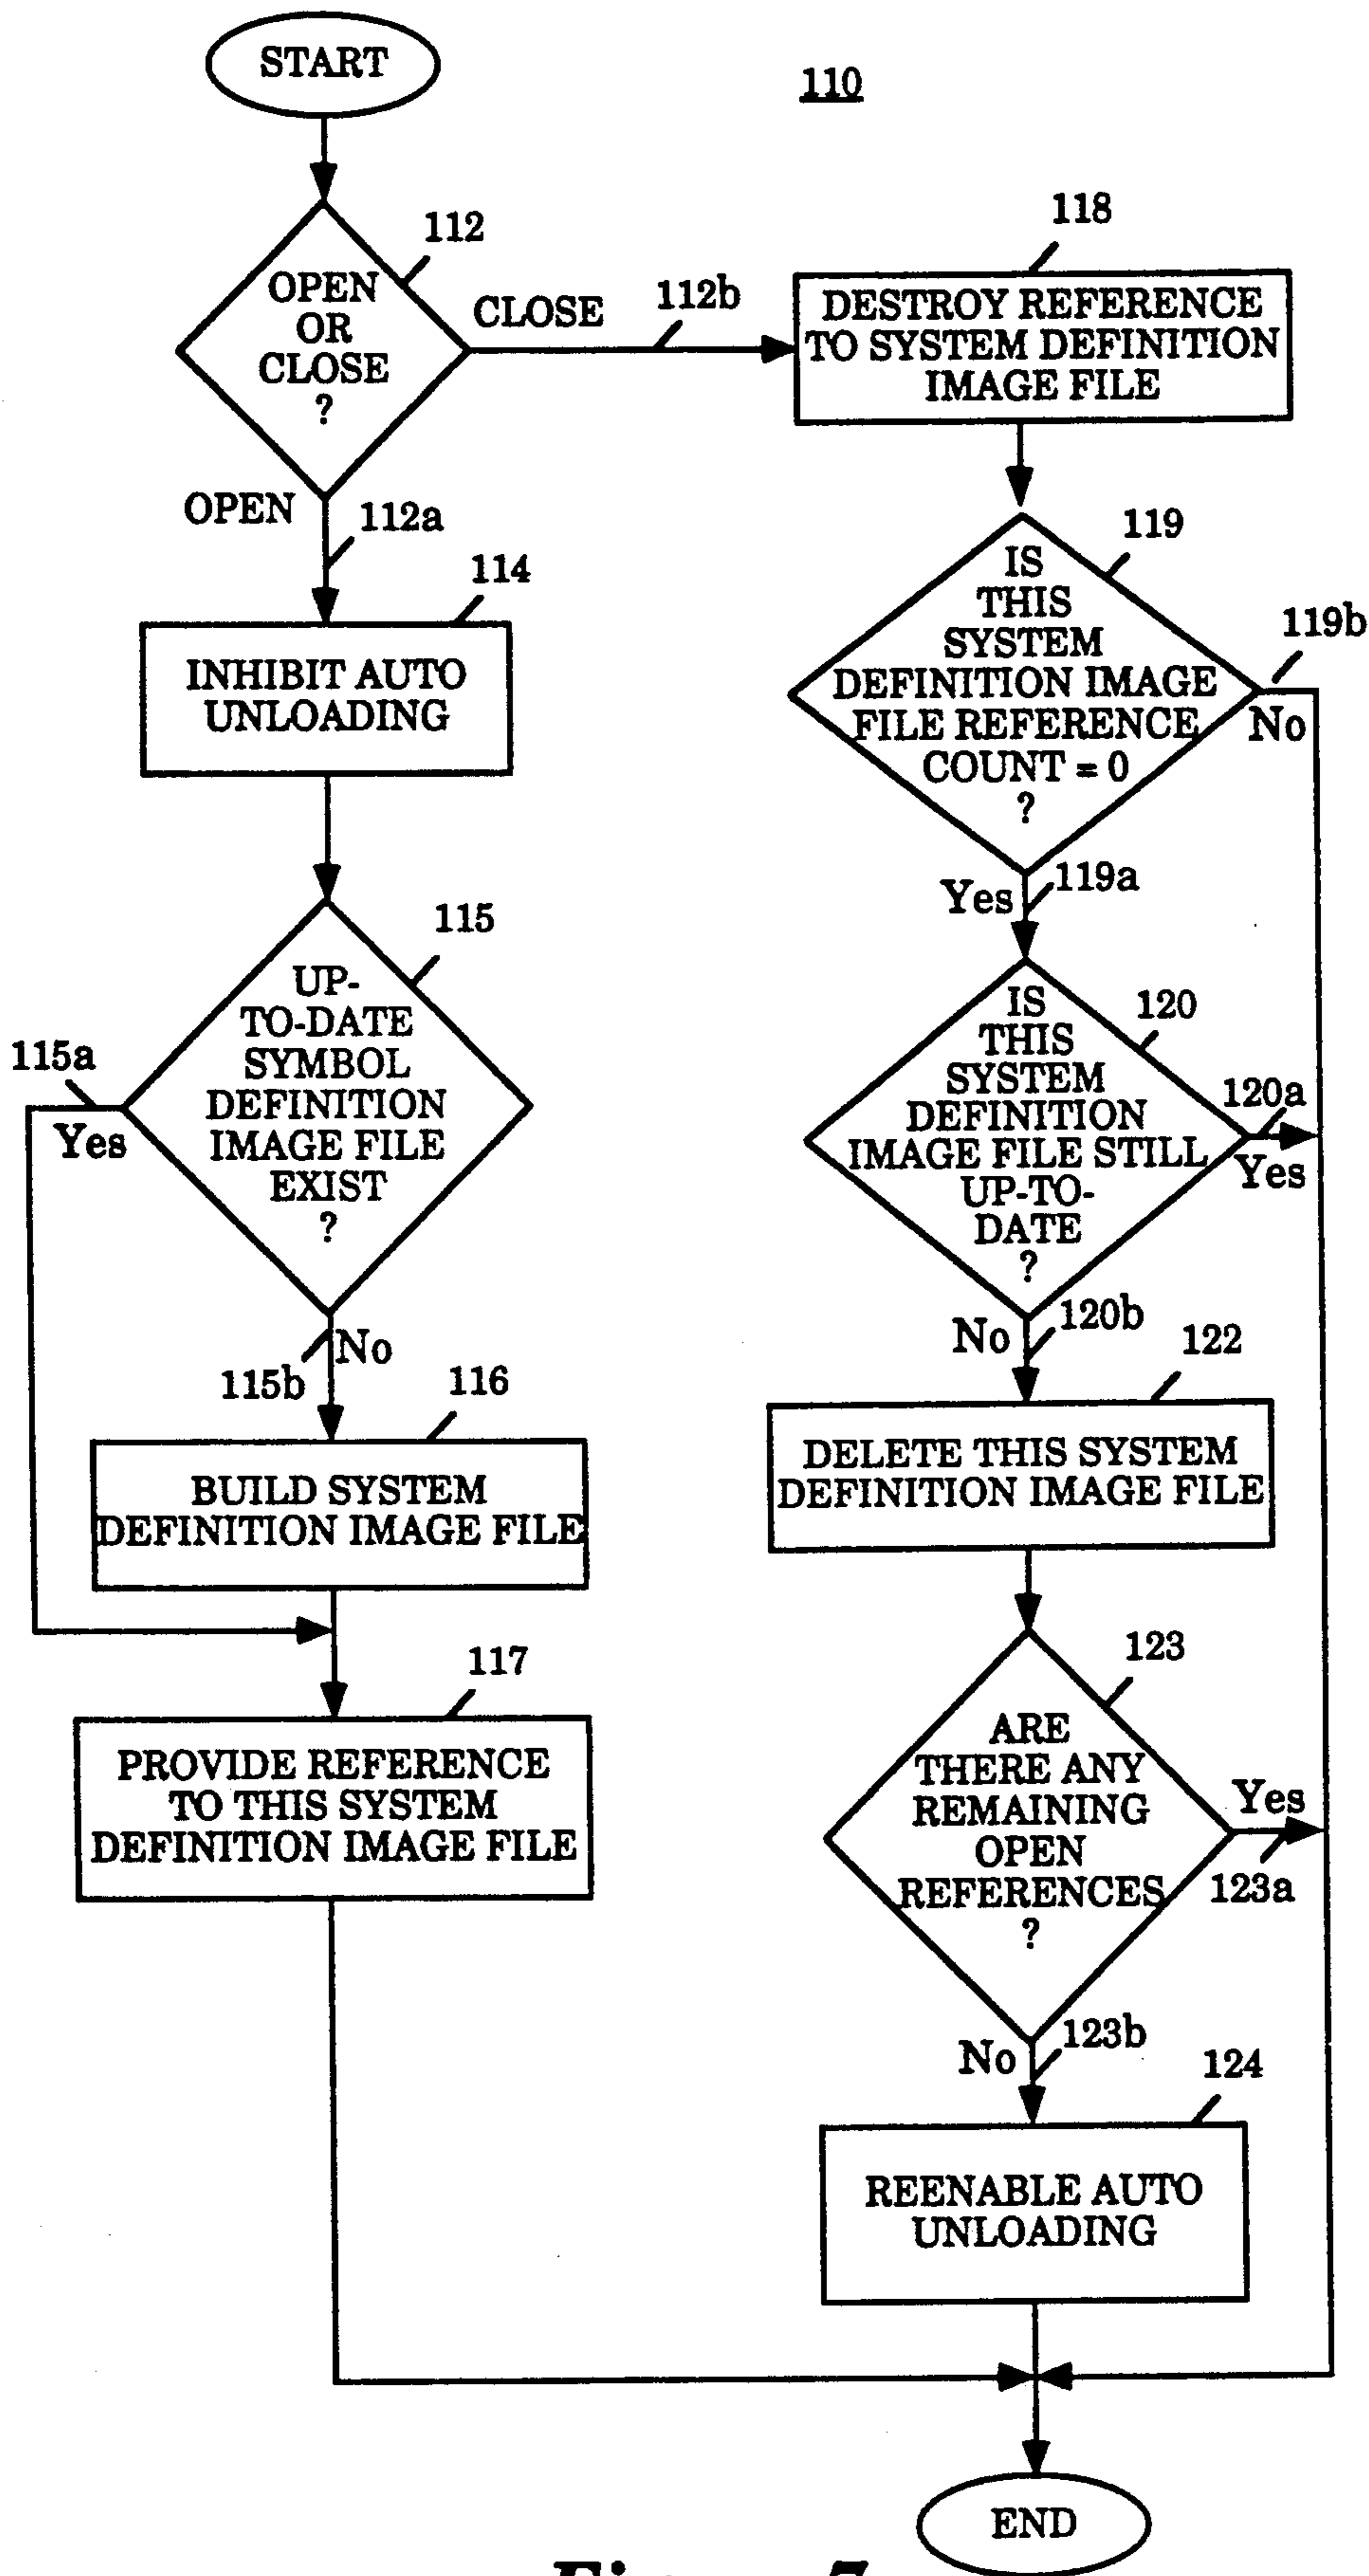 START
110
112
OPEN
OR
CLOSE
?
CLOSE
112b
118
DESTROY REFERENCE
TO SYSTEM DEFINITION
IMAGE FILE
OPEN
112a
114
INHIBIT AUTO
UNLOADING
119
IS
THIS
SYSTEM
DEFINITION IMAGE
FILE REFERENCE
COUNT = 0
?
119b
No
Yes
119a
115
UP-
TO-DATE
SYMBOL
DEFINITION
IMAGE FILE
EXIST
?
115a
Yes
No
115b
120
IS
THIS
SYSTEM
DEFINITION
IMAGE FILE STILL
UP-TO-
DATE
?
120a
Yes
No
120b
116
BUILD SYSTEM
DEFINITION IMAGE FILE
122
DELETE THIS SYSTEM
DEFINITION IMAGE FILE
117
PROVIDE REFERENCE
TO THIS SYSTEM
DEFINITION IMAGE FILE
123
ARE
THERE ANY
REMAINING
OPEN
REFERENCES
?
Yes
123a
No
123b
124
REENABLE AUTO
UNLOADING
END